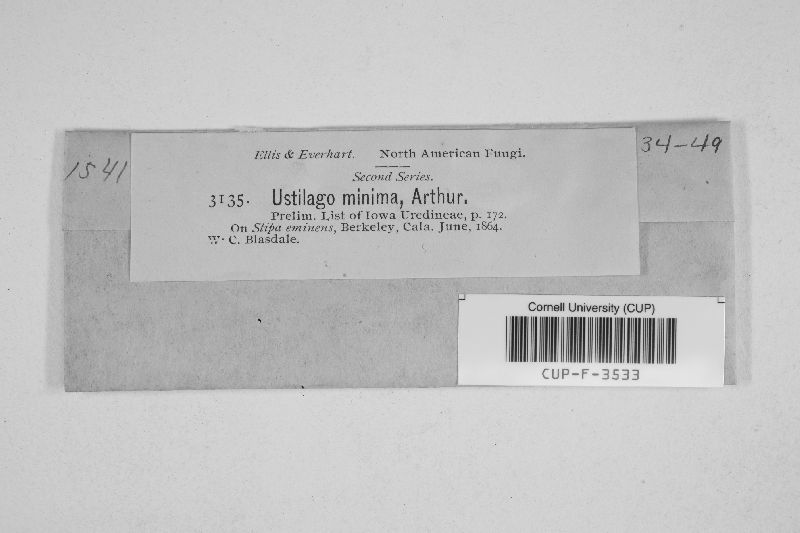 1541
34-49
Ellis & Everhart. North American Fungi.
Second Series.
3135. Ustilago minima, Arthur.
Prelim. List of Iowa Uredineae, p. 172.
On Stipa eminens, Berkeley, Cala. June, 1864.
W. C. Blasdale.
Cornell University (CUP)
CUP-F-3533